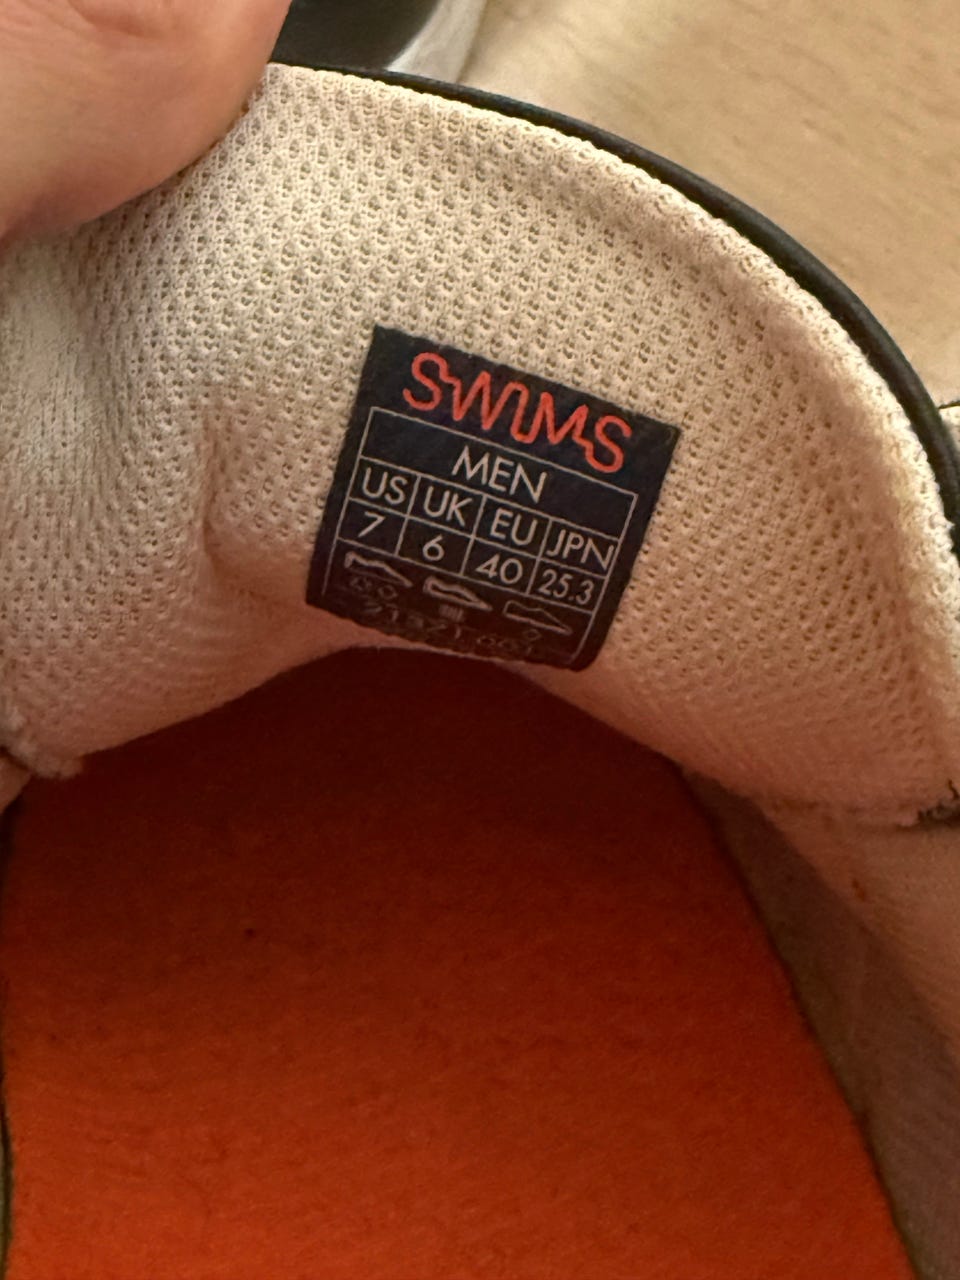 SWIMS
MEN
US UK EU JPN
7 6 40 25.3